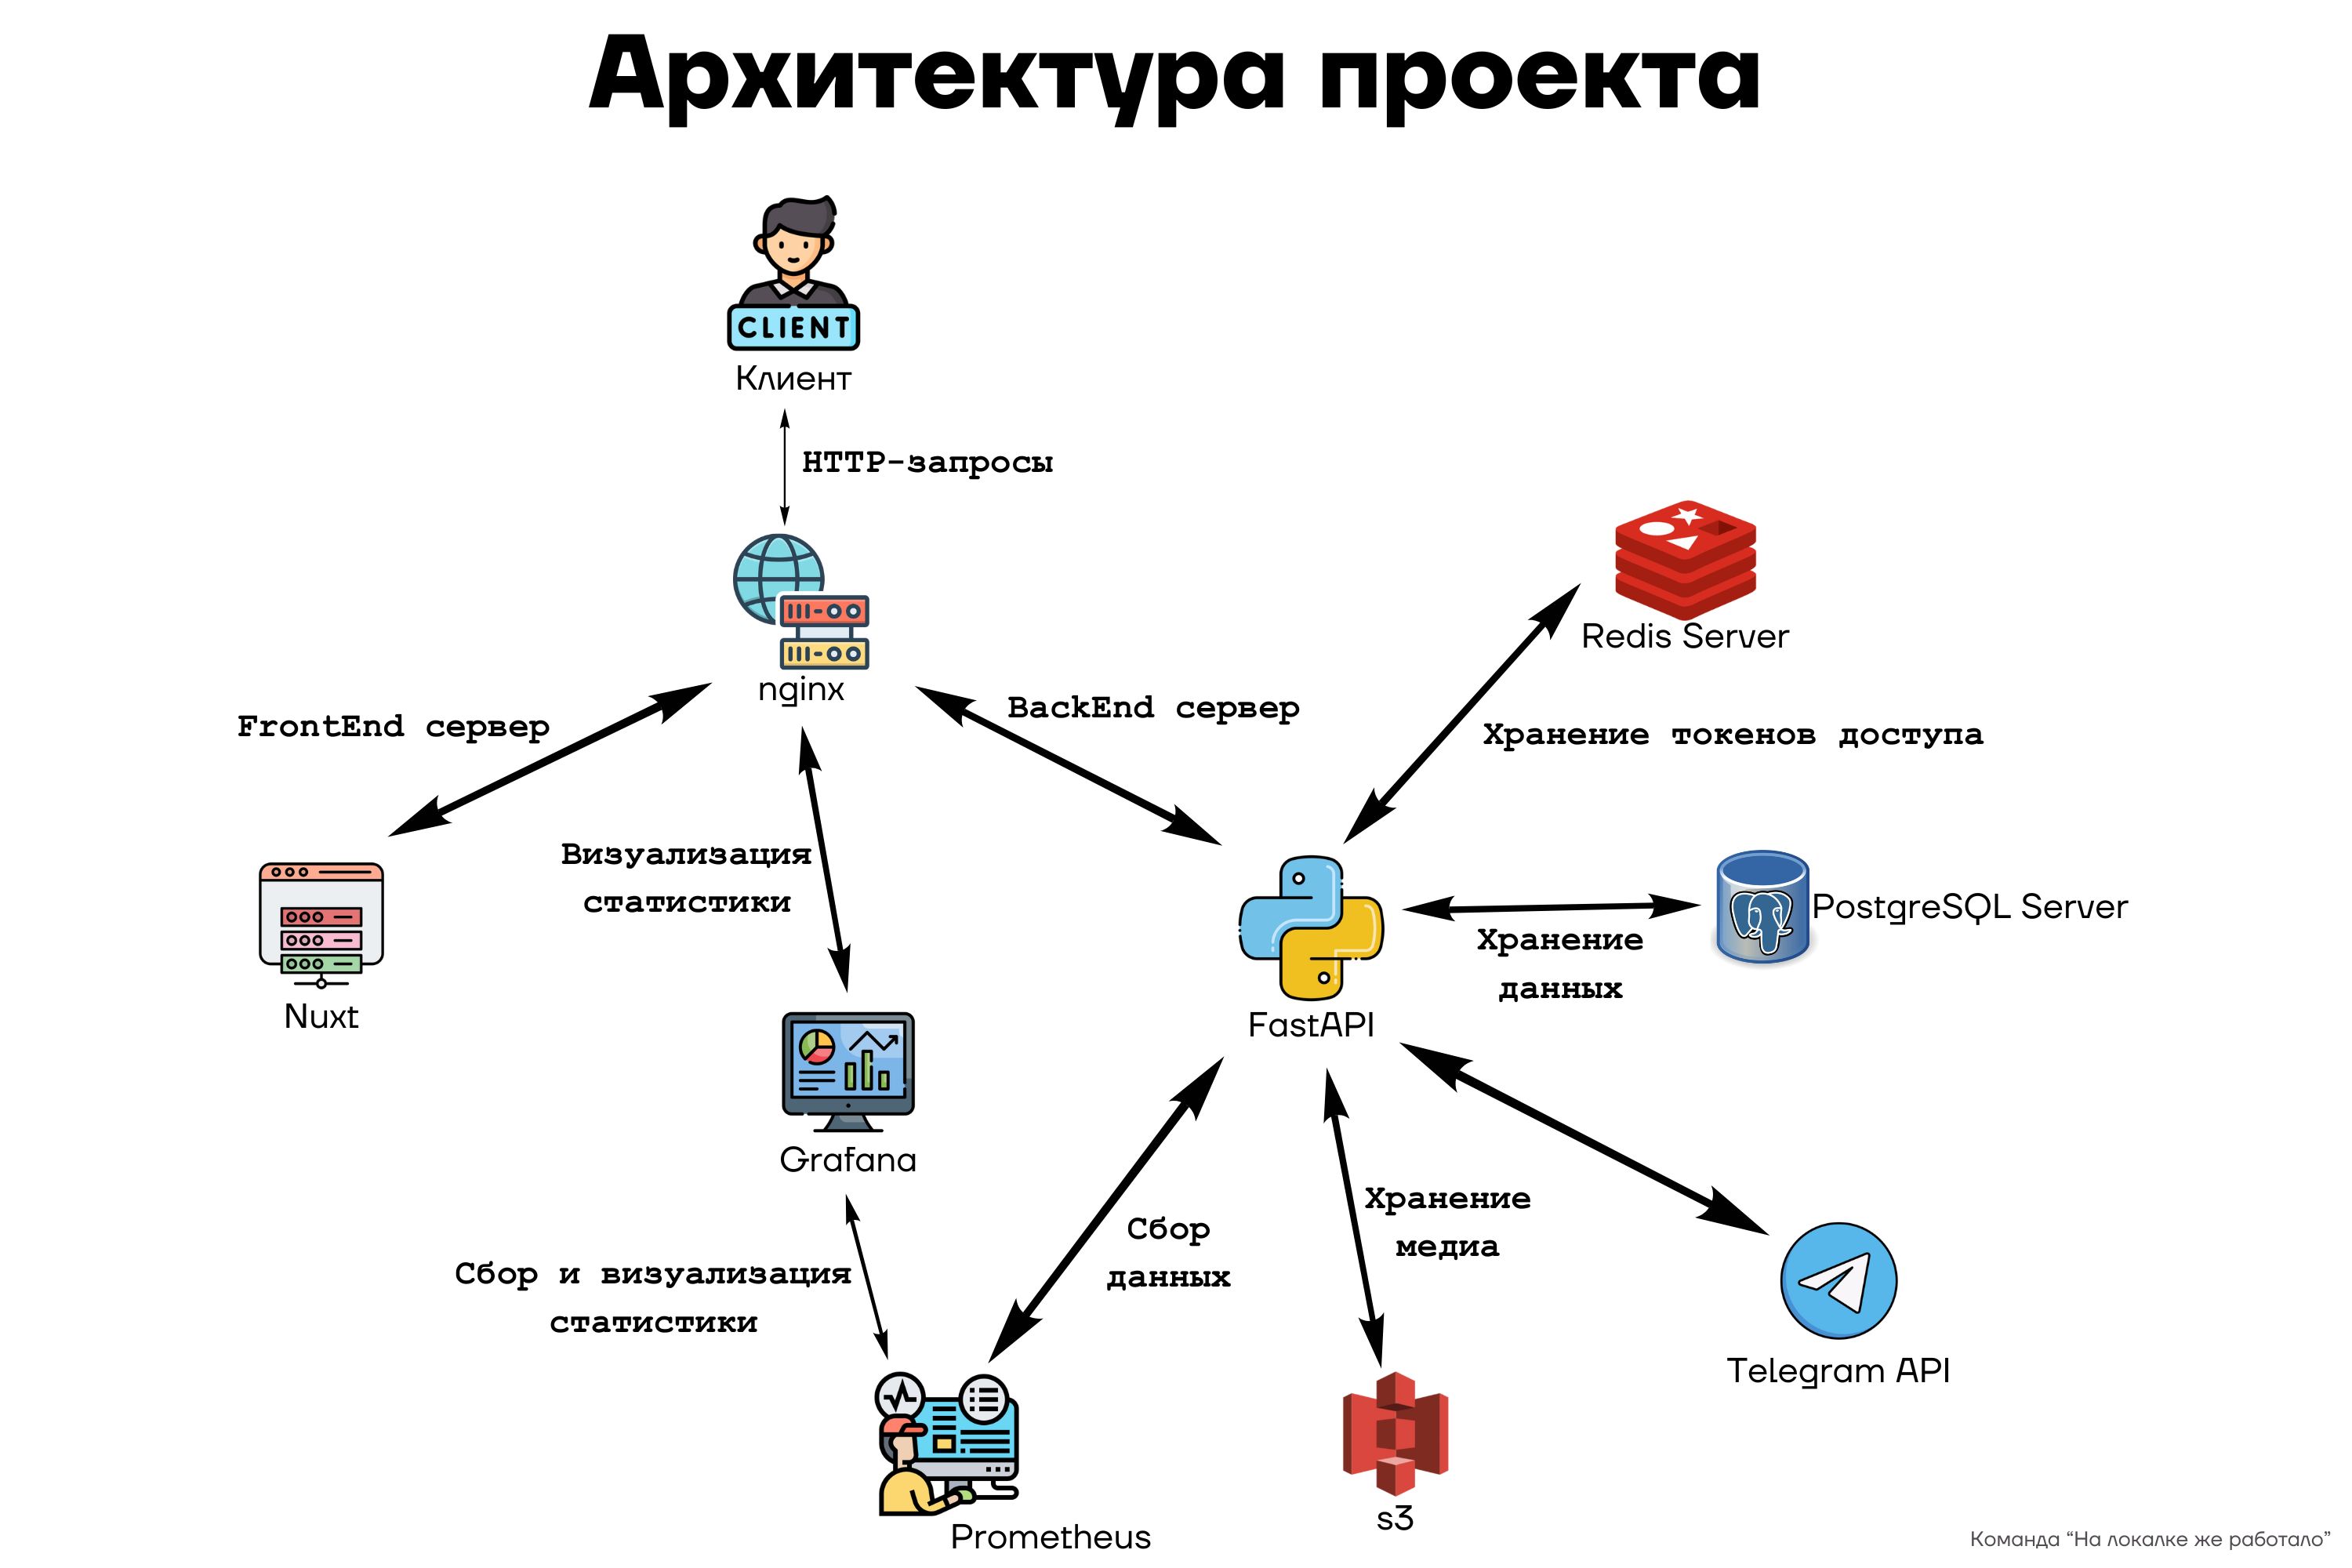 Архитектура проекта
CLIENT
Клиент
HTTP-запросы
nginx
Redis Server
FrontEnd сервер
BackEnd сервер
Хранение токенов доступа
Визуализация
статистики
PostgreSQL Server
Хранение
данных
Nuxt
FastAPI
Grafana
Сбор и визуализация
статистики
Сбор
данных
Хранение
медиа
Telegram API
Prometheus
s3
Команда “На локалке же работало”